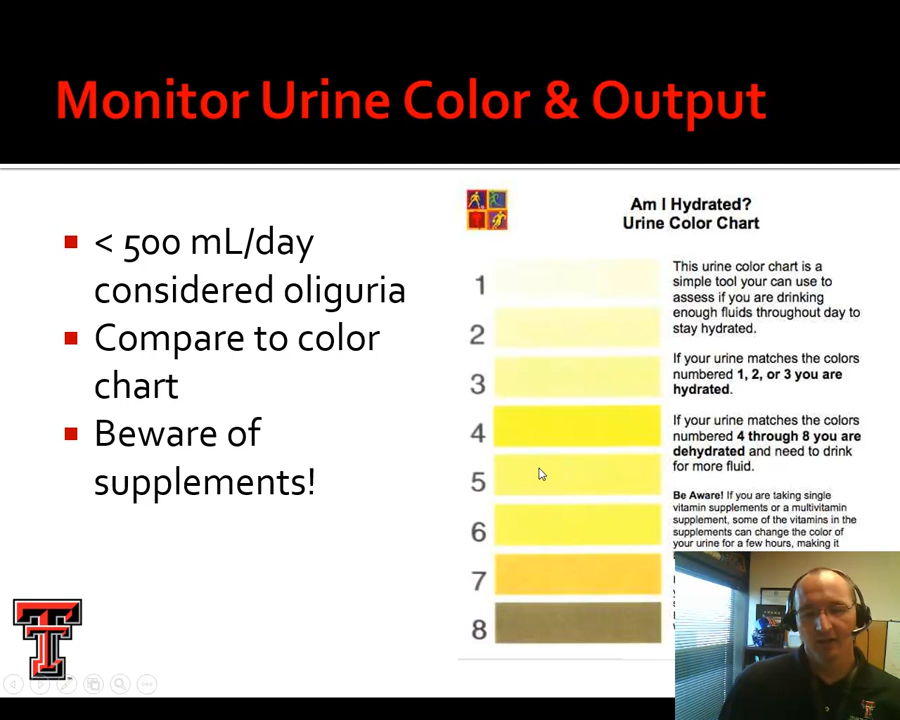 Monitor Urine Color & Output
< 500 mL/day
considered oliguria
Compare to color
chart
Beware of
supplements!
Am I Hydrated?
Urine Color Chart
1
2
3
4
5
6
7
8
This urine color chart is a
simple tool your can use to
assess if you are drinking
enough fluids throughout day to
stay hydrated.
If your urine matches the colors
numbered 1, 2, or 3 you are
hydrated.
If your urine matches the colors
numbered 4 through 8 you are
dehydrated and need to drink
for more fluid.
Be Aware! If you are taking single
vitamin supplements or a multivitamin
supplement, some of the vitamins in the
supplements can change the color of
your urine for a few hours, making it